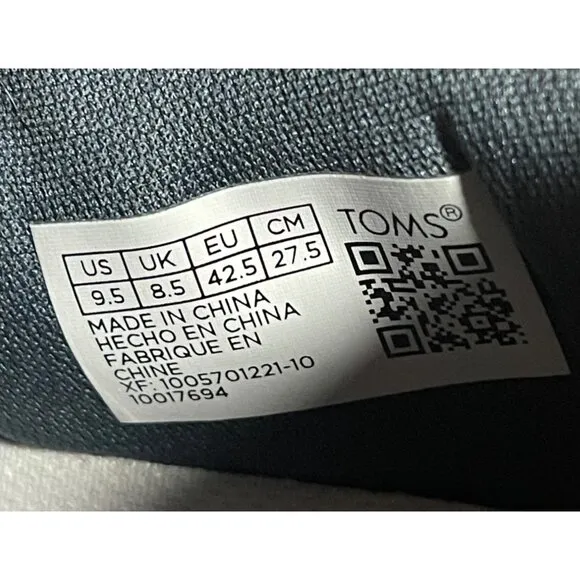 US UK EU CM
9.5 8.5 42.5 27.5
TOMS®
MADE IN CHINA
HECHO EN CHINA
FABRIQUE EN
CHINE
XF: 1005701221-10
10017694